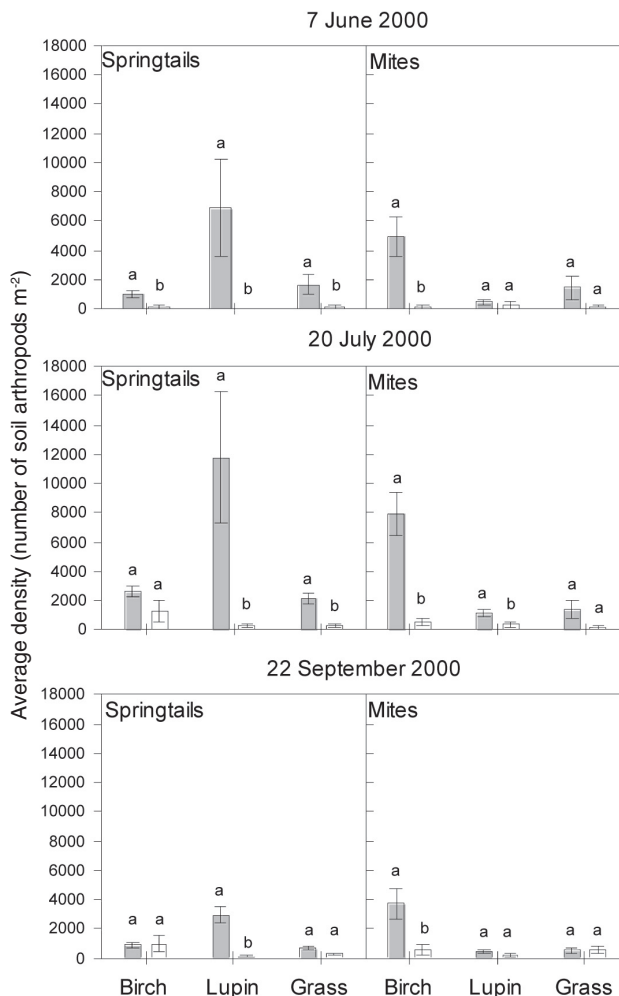 7 June 2000
Springtails
Mites
18000
16000
14000
12000
10000
8000
6000
4000
2000
0
a b a b a b a b a a a a
20 July 2000
Springtails
Mites
18000
16000
14000
12000
10000
8000
6000
4000
2000
0
a a a b a b a b a b a a
22 September 2000
Springtails
Mites
18000
16000
14000
12000
10000
8000
6000
4000
2000
0
a a a b a a a b a a a a
Birch Lupin Grass Birch Lupin Grass
Average density (number of soil arthropods m⁻²)